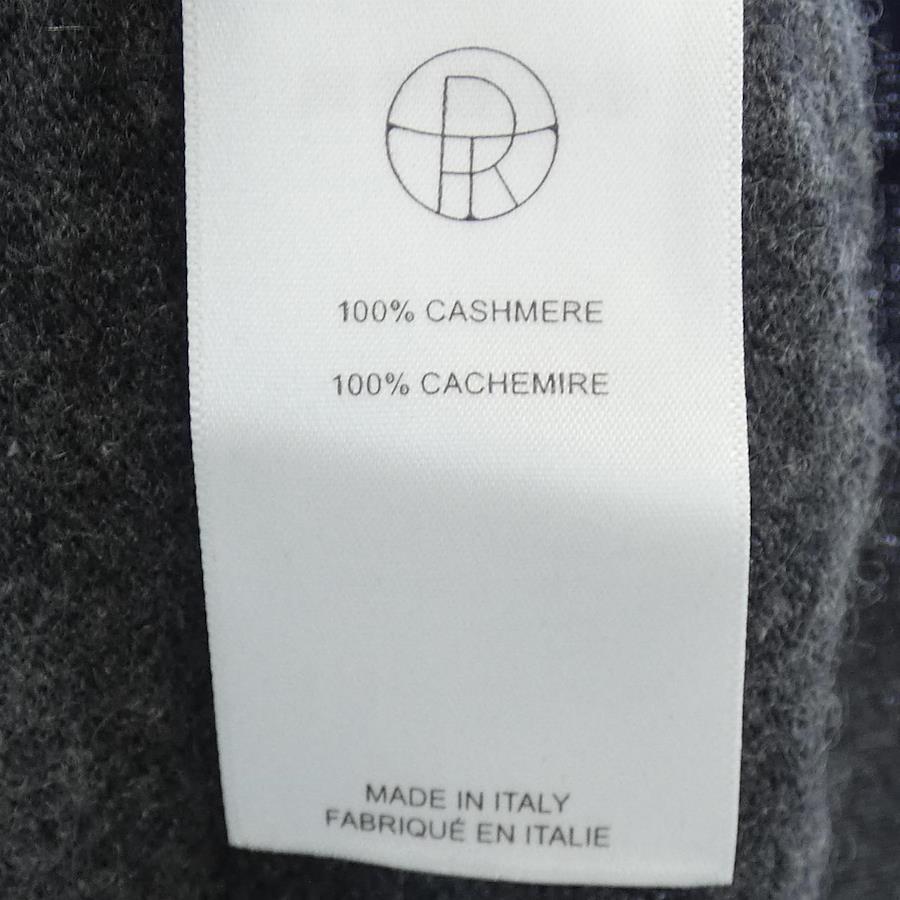 100% CASHMERE
100% CACHEMIRE
MADE IN ITALY
FABRIQUÉ EN ITALIE